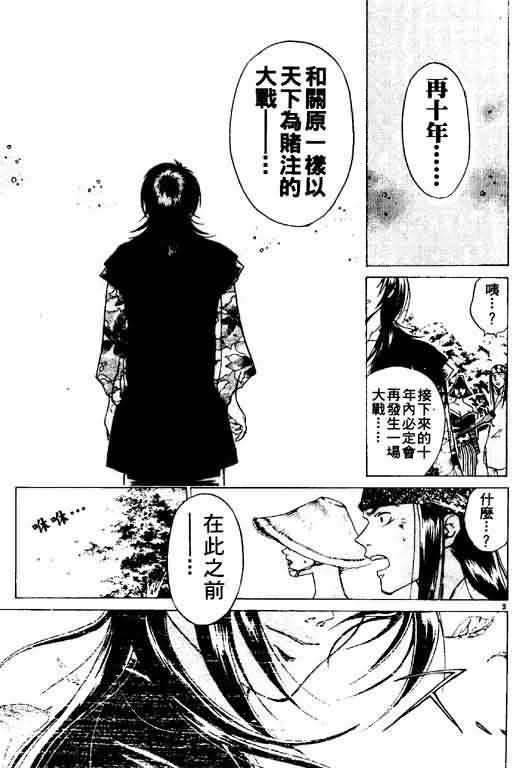 再十年……
咦…？
接下來的十
年內必定會
再發生一場
大戰……
和關原一樣以
天下為賭注的
大戰——……
什麼…？
在此之前
——……
咻咻…
9